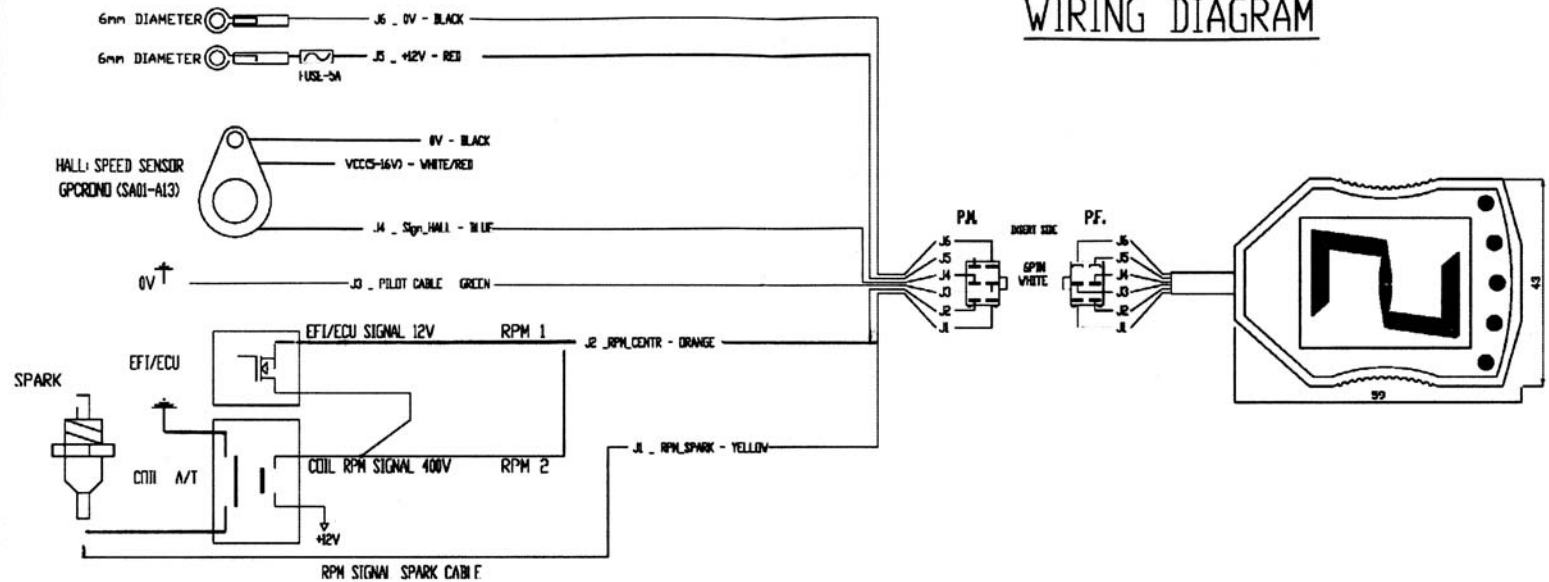 WIRING DIAGRAM
6mm DIAMETER
J6 _ 0V - BLACK
6mm DIAMETER
FUSE-5A
J5 _ +12V - RED
HALL: SPEED SENSOR
GPCROND (SA01-A13)
0V - BLACK
VCC(5-16V) - WHITE/RED
J4 _ Sign_HALL - BLUE
0V
J3 _ PILOT CABLE GREEN
EFI/ECU SIGNAL 12V RPM 1
J2 _RPM_CENTR - ORANGE
EFI/ECU
SPARK
COIL A/T
COIL RPM SIGNAL 400V RPM 2
+12V
J1 _ RPM_SPARK - YELLOW
RPM SIGNAL SPARK CABLE
P.M.
J6
J5
J4
J3
J2
J1
INSERT SIDE
6PIN
WHITE
P.F.
J6
J5
J4
J3
J2
J1
43
59